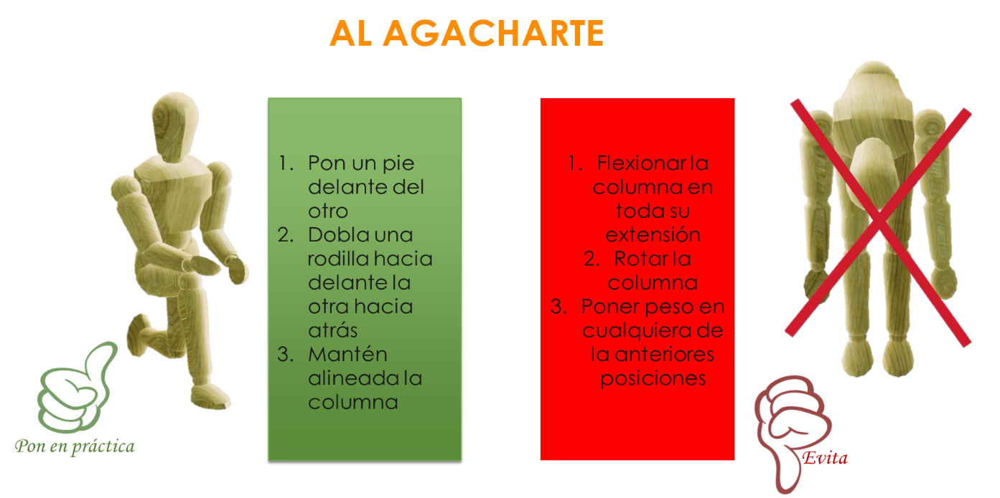 AL AGACHARTE
1. Pon un pie
delante del
otro
2. Dobla una
rodilla hacia
delante la
otra hacia
atrás
3. Mantén
alineada la
columna
Pon en práctica
1. Flexionar la
columna en
toda su
extensión
2. Rotar la
columna
3. Poner peso en
cualquiera de
la anteriores
posiciones
Evita